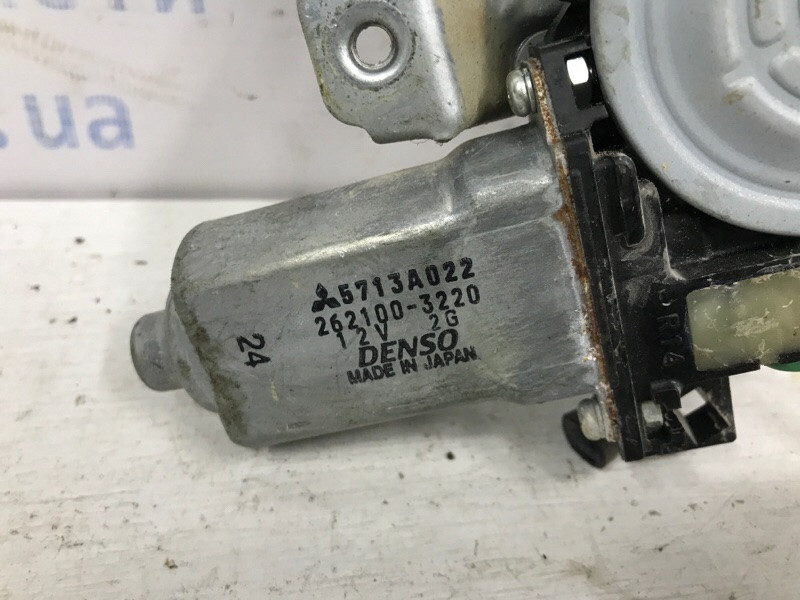 .ua
5713A022
262100-3220
12V 2G
DENSO
MADE IN JAPAN
24